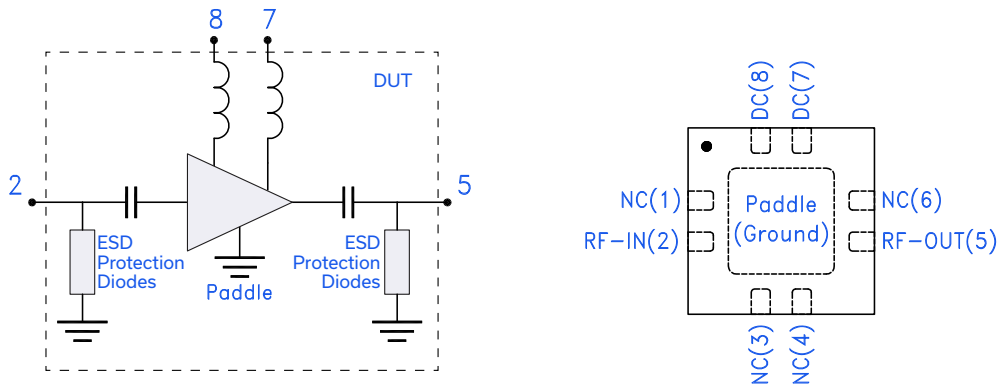 8
7
DUT
2
5
ESD
Protection
Diodes
ESD
Protection
Diodes
Paddle
DC(8)
DC(7)
NC(1)
RF-IN(2)
Paddle
(Ground)
NC(6)
RF-OUT(5)
NC(3)
NC(4)